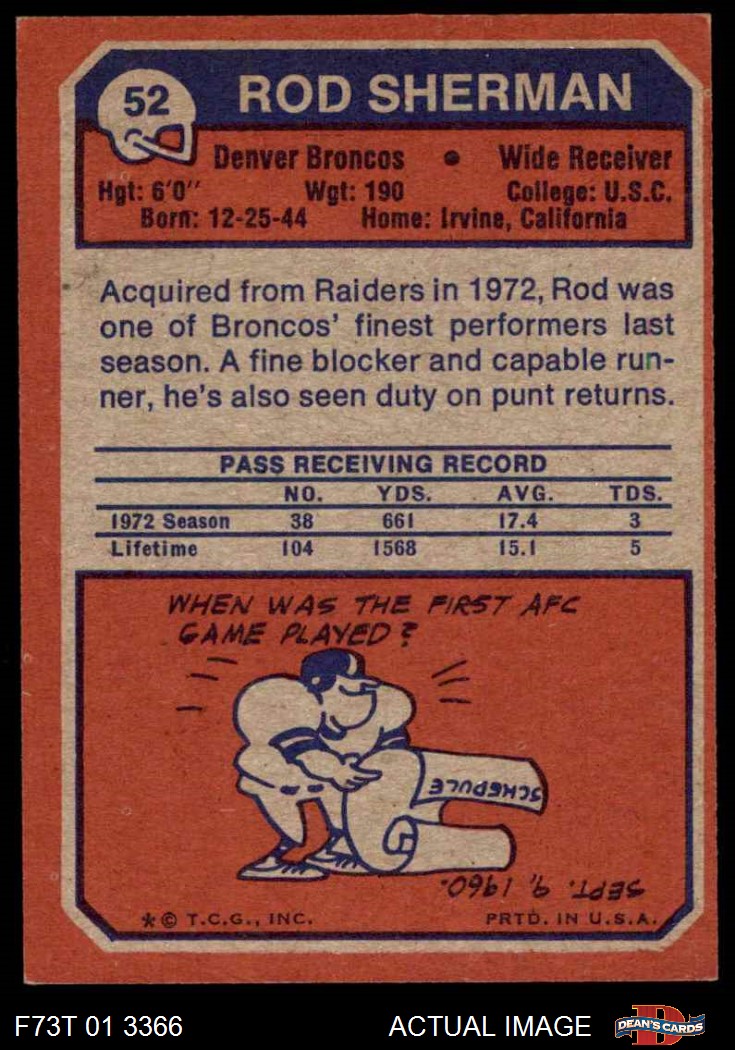 52
ROD SHERMAN
Denver Broncos • Wide Receiver
Hgt: 6'0" Wgt: 190 College: U.S.C.
Born: 12-25-44 Home: Irvine, California
Acquired from Raiders in 1972, Rod was
one of Broncos' finest performers last
season. A fine blocker and capable run-
ner, he's also seen duty on punt returns.
PASS RECEIVING RECORD
NO. YDS. AVG. TDS.
1972 Season 38 661 17.4 3
Lifetime 104 1568 15.1 5
WHEN WAS THE FIRST AFC
GAME PLAYED?
SCHEDULE
SEPT. 9, 1960.
* © T.C.G., INC. PRTD. IN U.S.A.
F73T 01 3366 ACTUAL IMAGE
D
DEAN'S CARDS